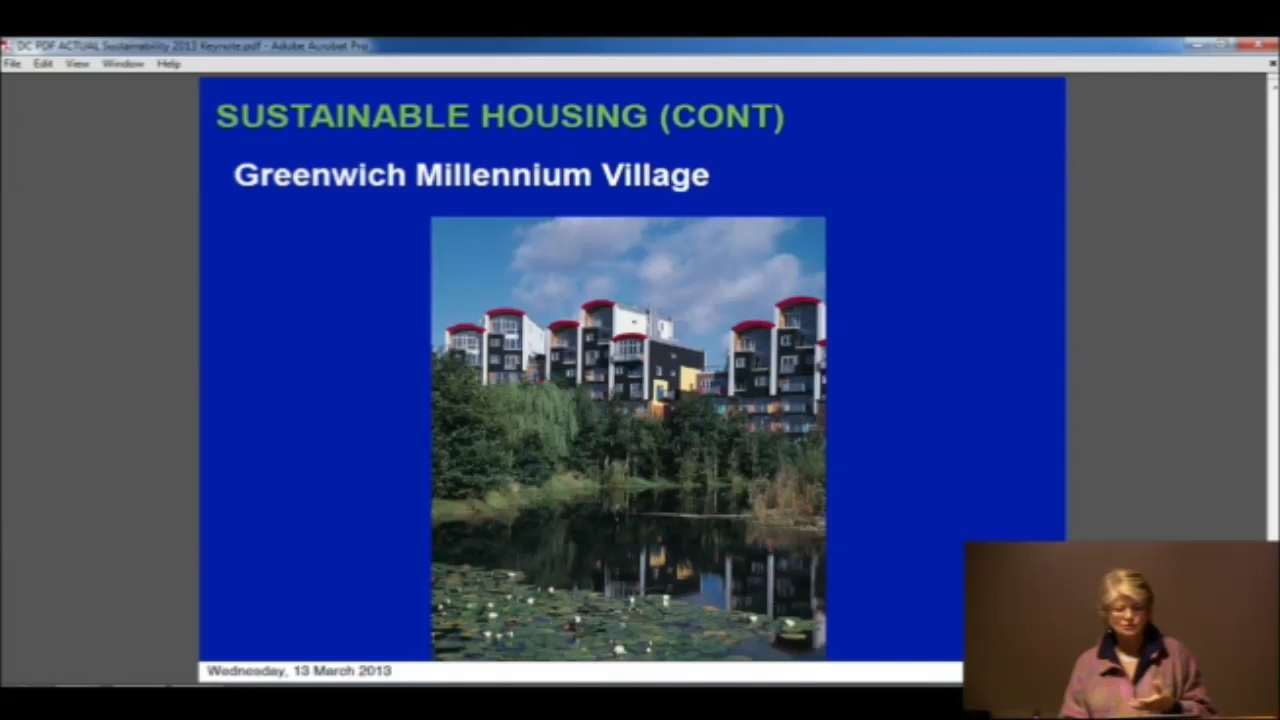 DC PDF ACTUAL Sustainability 2013 Keynote.pdf - Adobe Acrobat Pro
File Edit View Window Help
SUSTAINABLE HOUSING (CONT)
Greenwich Millennium Village
Wednesday, 13 March 2013